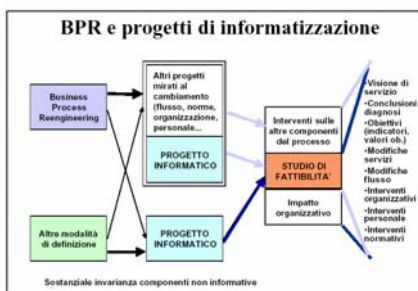 BPR e progetti di informatizzazione
Business
Process
Reengineering
Altre modalità
di definizione
Altri progetti
mirati al
cambiamento
(flusso, norme,
organizzazione,
personale...
PROGETTO
INFORMATICO
PROGETTO
INFORMATICO
Interventi sulle
altre componenti
del processo
STUDIO DI
FATTIBILITA'
Impatto
organizzativo
•Visione di
servizio
•Conclusioni
diagnosi
•Obiettivi
(indicatori,
valori ob.)
•Modifiche
servizi
•Modifiche
flusso
•Interventi
organizzativi
•Interventi
personale
•Interventi
normativi
Sostanziale invarianza componenti non informative